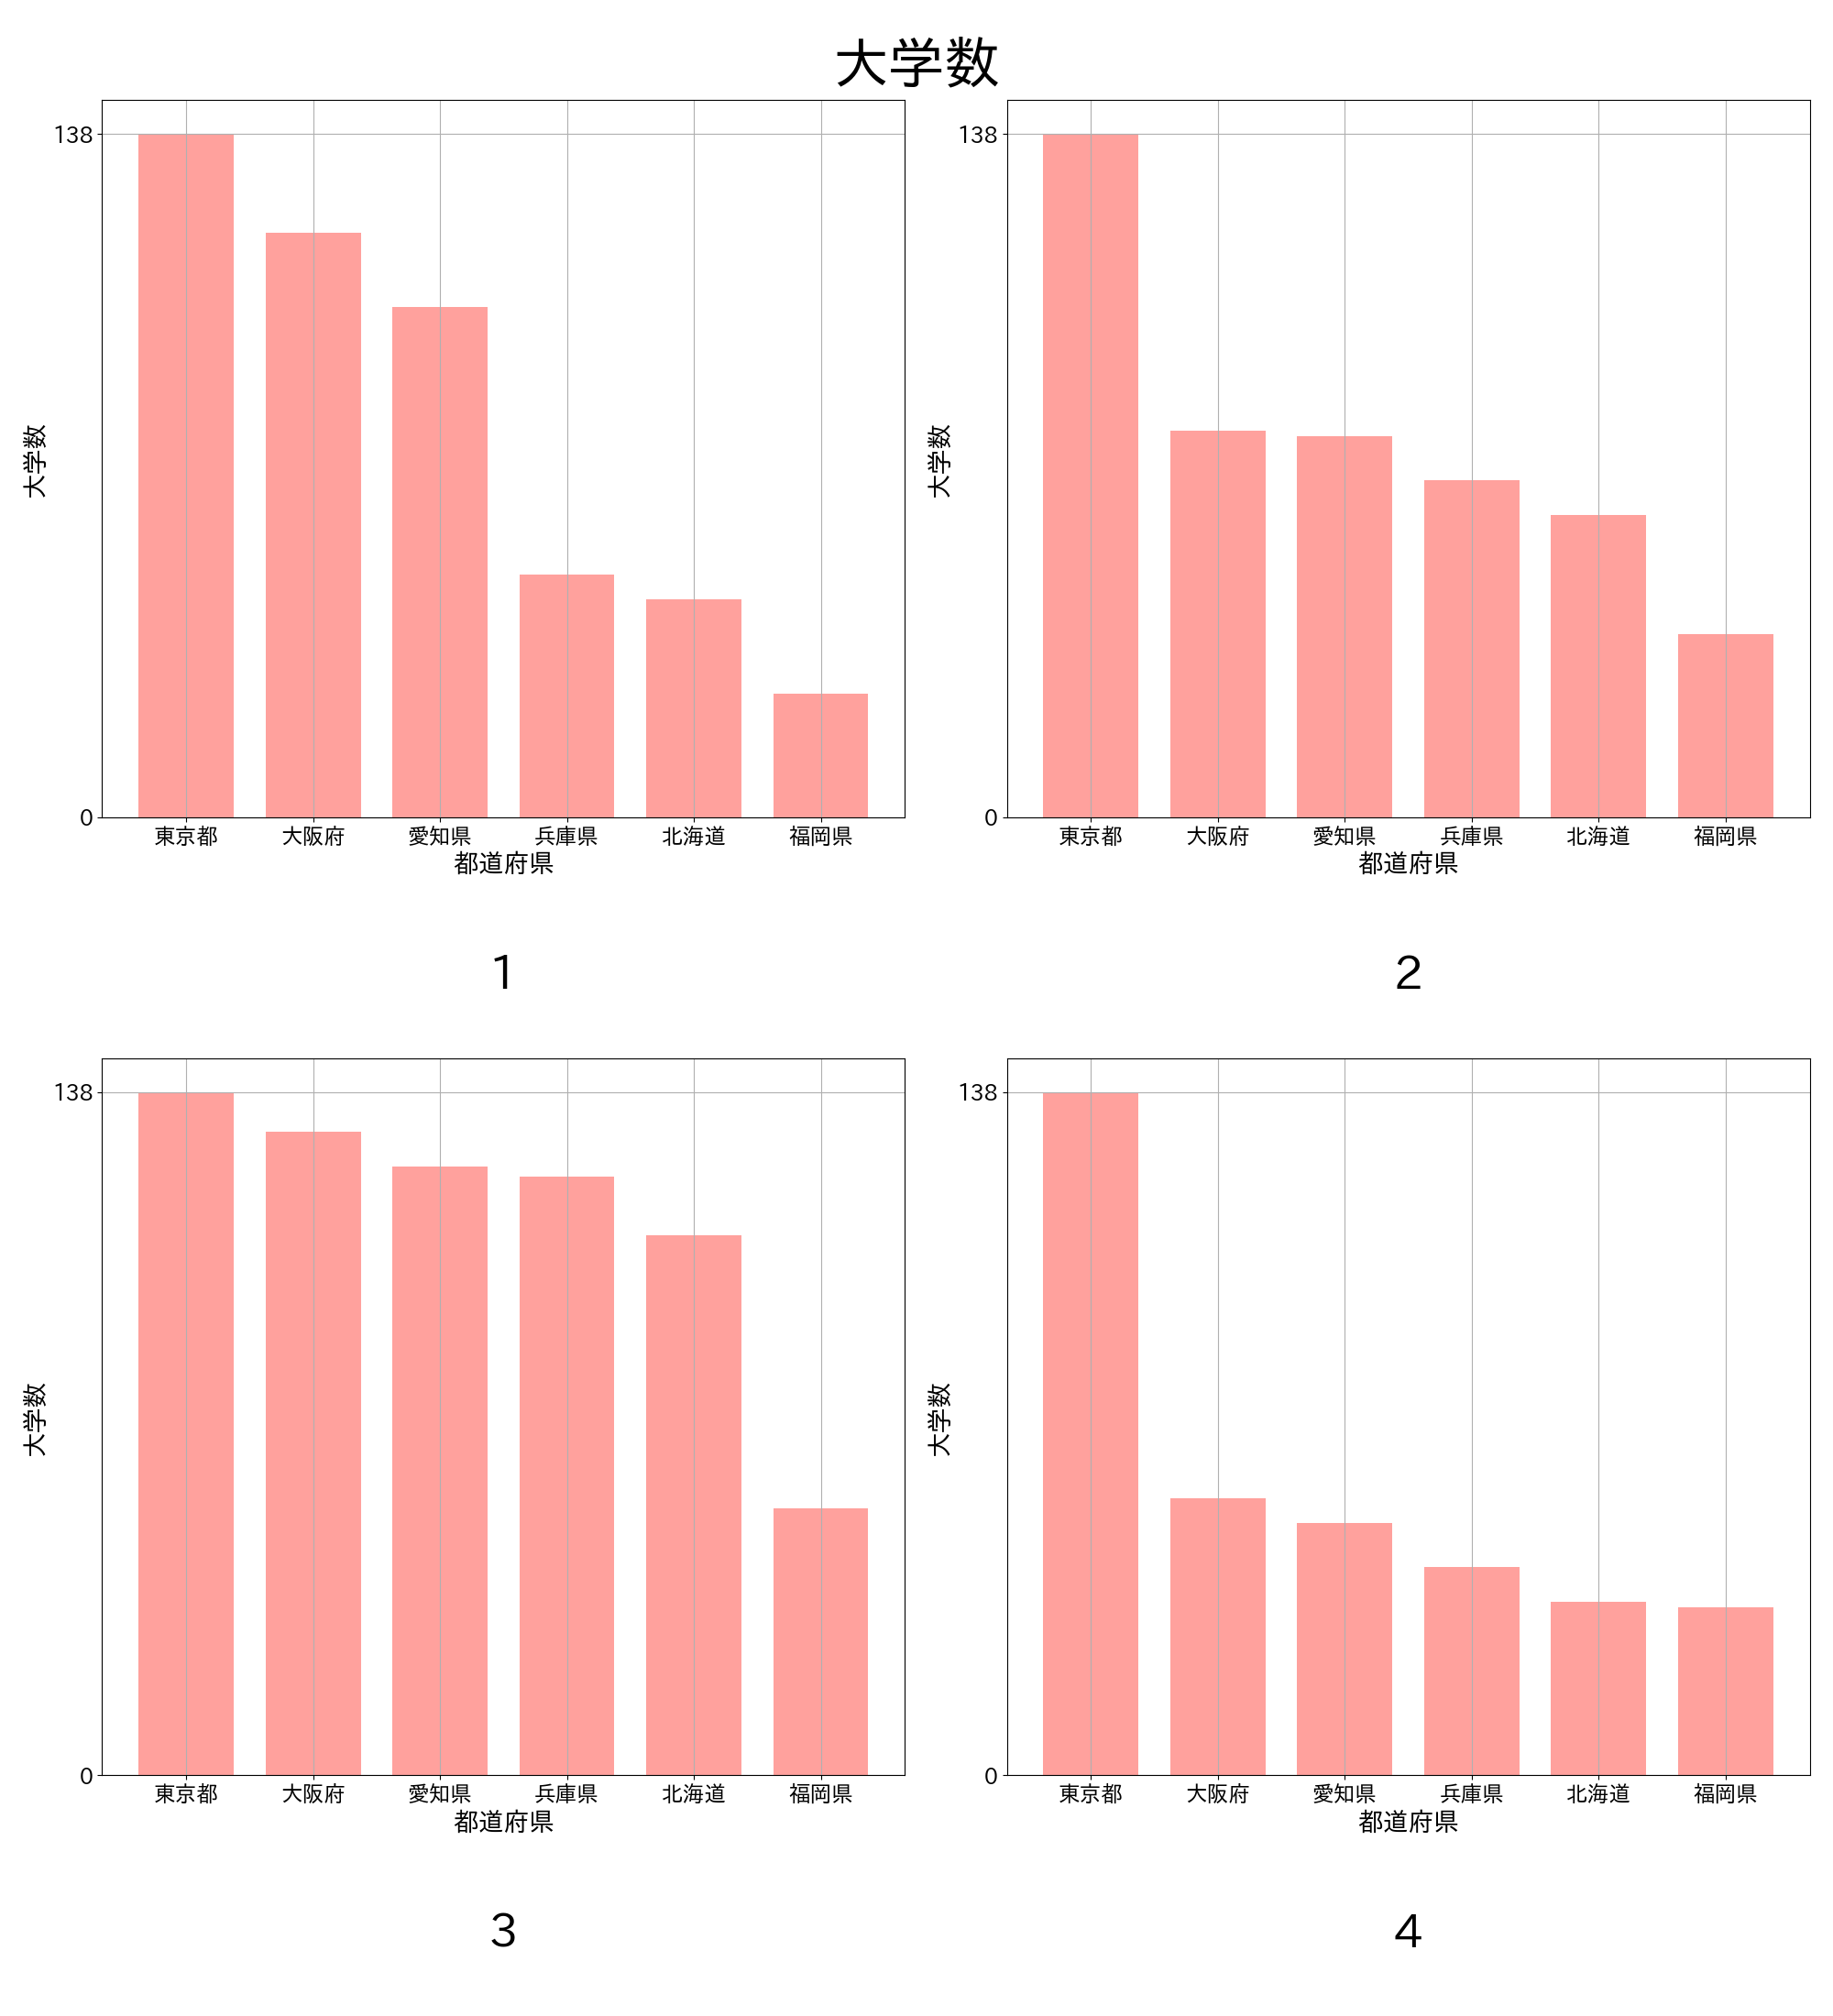 大学数
138
0
大学数
東京都 大阪府 愛知県 兵庫県 北海道 福岡県
都道府県
1
138
0
大学数
東京都 大阪府 愛知県 兵庫県 北海道 福岡県
都道府県
2
138
0
大学数
東京都 大阪府 愛知県 兵庫県 北海道 福岡県
都道府県
3
138
0
大学数
東京都 大阪府 愛知県 兵庫県 北海道 福岡県
都道府県
4